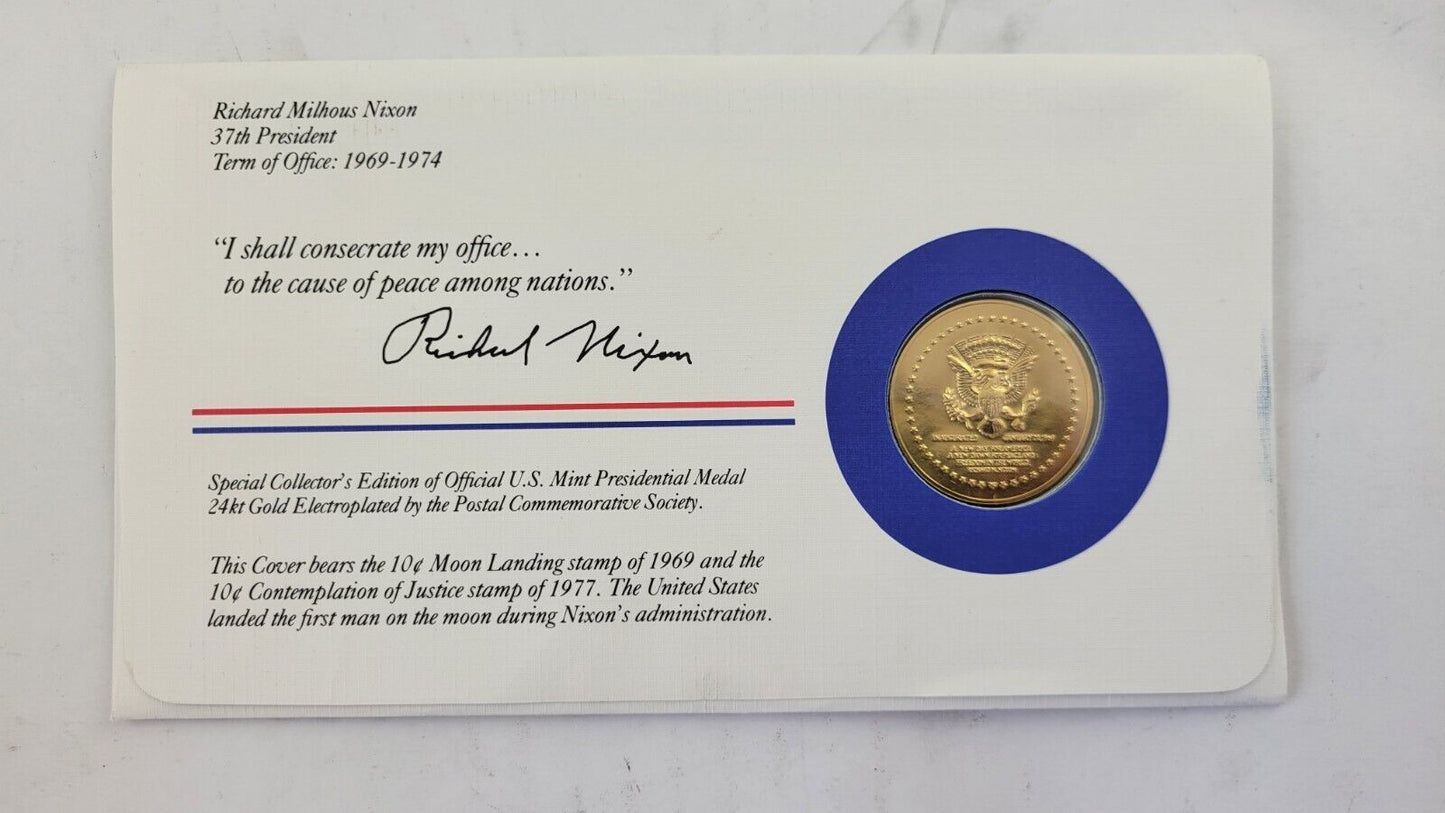 Richard Milhous Nixon
37th President
Term of Office: 1969-1974
“I shall consecrate my office...
to the cause of peace among nations.”
Richard Nixon
Special Collector's Edition of Official U.S. Mint Presidential Medal
24kt Gold Electroplated by the Postal Commemorative Society.
This Cover bears the 10¢ Moon Landing stamp of 1969 and the
10¢ Contemplation of Justice stamp of 1977. The United States
landed the first man on the moon during Nixon's administration.